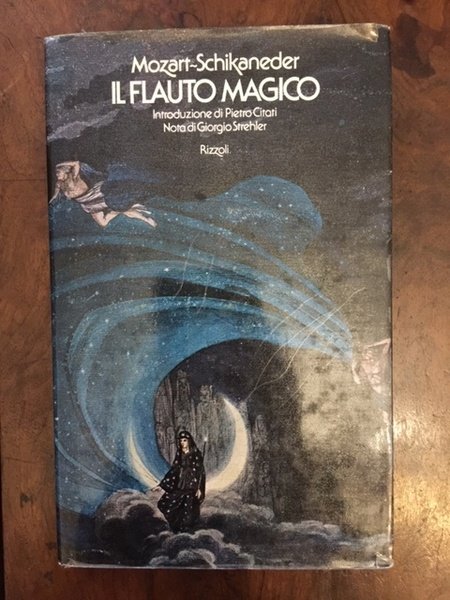 Mozart-Schikaneder
IL FLAUTO MAGICO
Introduzione di Pietro Citati
Nota di Giorgio Strehler
Rizzoli